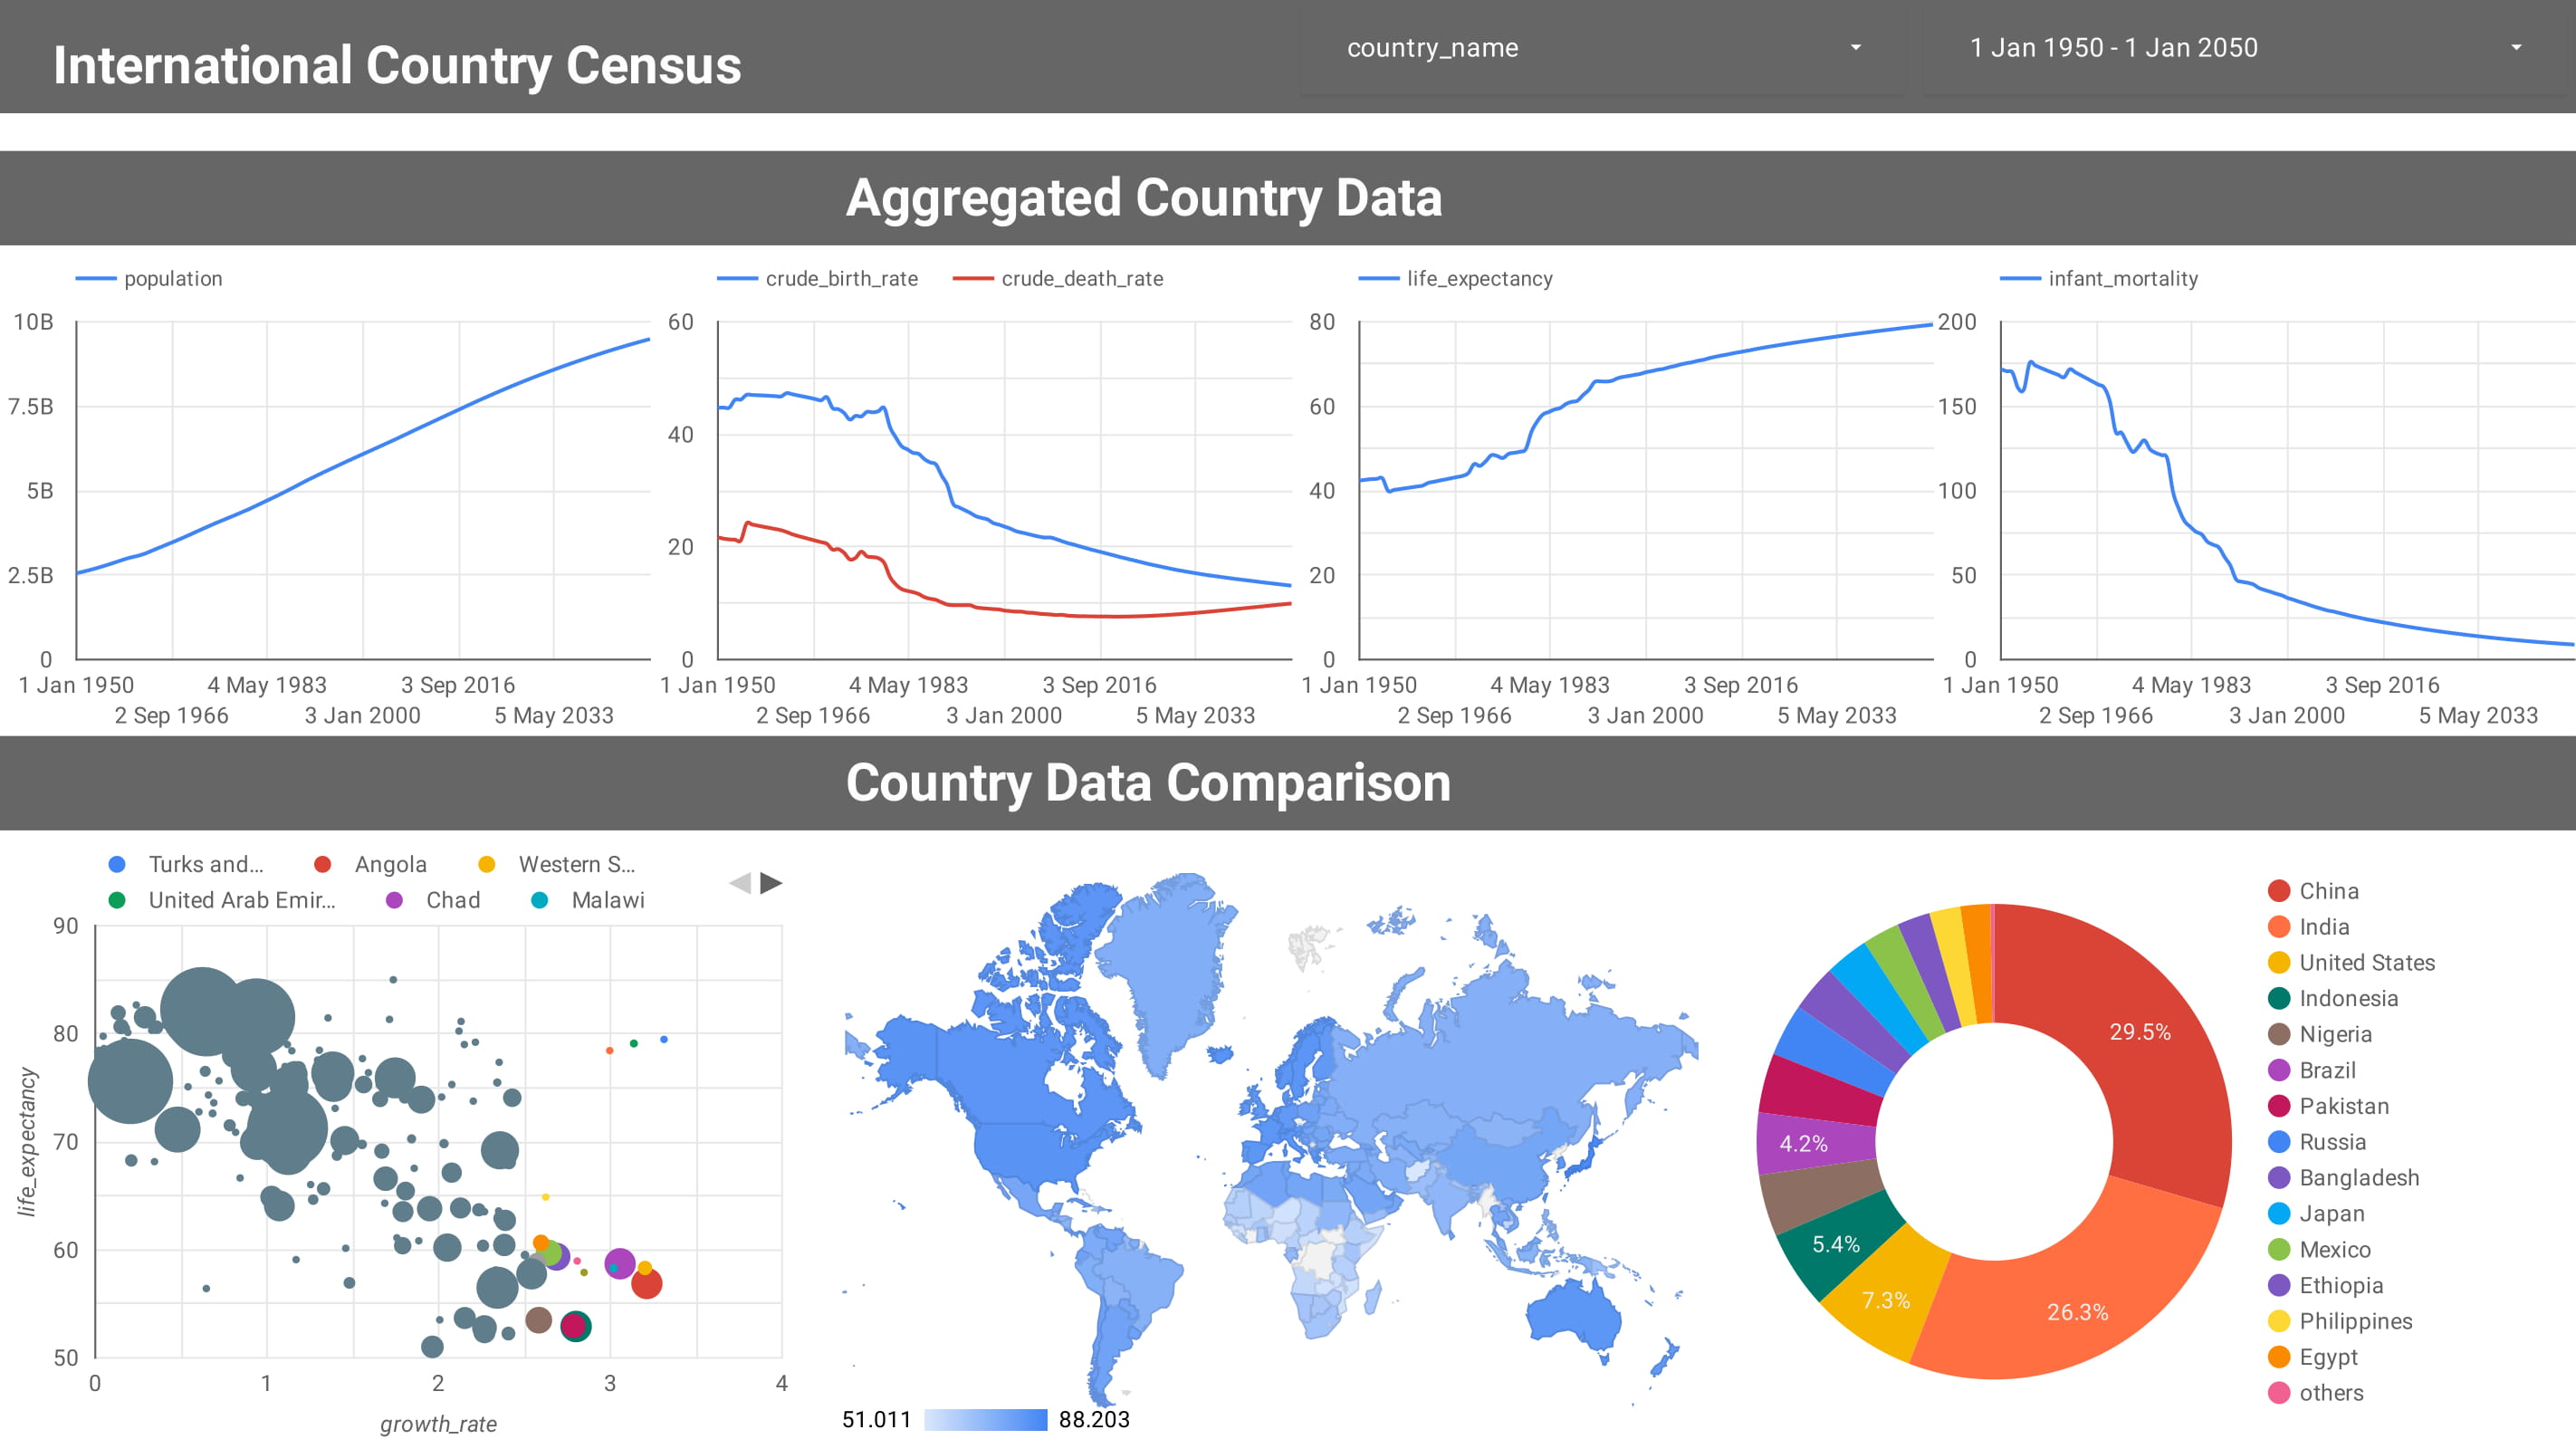 International Country Census
country_name
1 Jan 1950 - 1 Jan 2050
Aggregated Country Data
population
10B
7.5B
5B
2.5B
0
1 Jan 1950 4 May 1983 3 Sep 2016
2 Sep 1966 3 Jan 2000 5 May 2033
crude_birth_rate crude_death_rate
60
40
20
0
1 Jan 1950 4 May 1983 3 Sep 2016
2 Sep 1966 3 Jan 2000 5 May 2033
life_expectancy
80
60
40
20
0
1 Jan 1950 4 May 1983 3 Sep 2016
2 Sep 1966 3 Jan 2000 5 May 2033
infant_mortality
200
150
100
50
0
1 Jan 1950 4 May 1983 3 Sep 2016
2 Sep 1966 3 Jan 2000 5 May 2033
Country Data Comparison
Turks and... Angola Western S...
United Arab Emir... Chad Malawi
life_expectancy
90
80
70
60
50
0 1 2 3 4
growth_rate
51.011 88.203
29.5%
26.3%
7.3%
5.4%
4.2%
China
India
United States
Indonesia
Nigeria
Brazil
Pakistan
Russia
Bangladesh
Japan
Mexico
Ethiopia
Philippines
Egypt
others